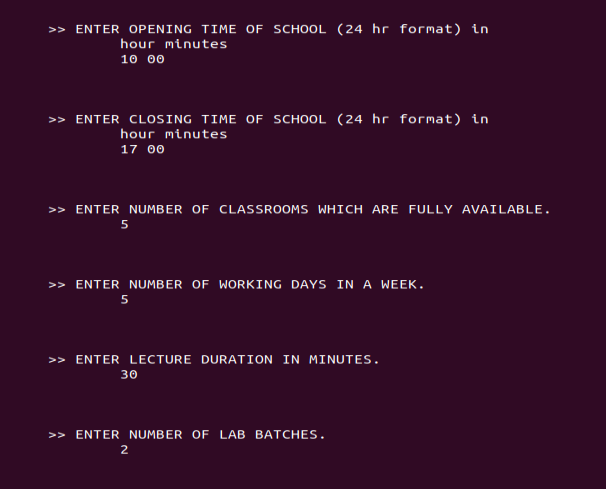 >> ENTER OPENING TIME OF SCHOOL (24 hr format) in
hour minutes
10 00
>> ENTER CLOSING TIME OF SCHOOL (24 hr format) in
hour minutes
17 00
>> ENTER NUMBER OF CLASSROOMS WHICH ARE FULLY AVAILABLE.
5
>> ENTER NUMBER OF WORKING DAYS IN A WEEK.
5
>> ENTER LECTURE DURATION IN MINUTES.
30
>> ENTER NUMBER OF LAB BATCHES.
2